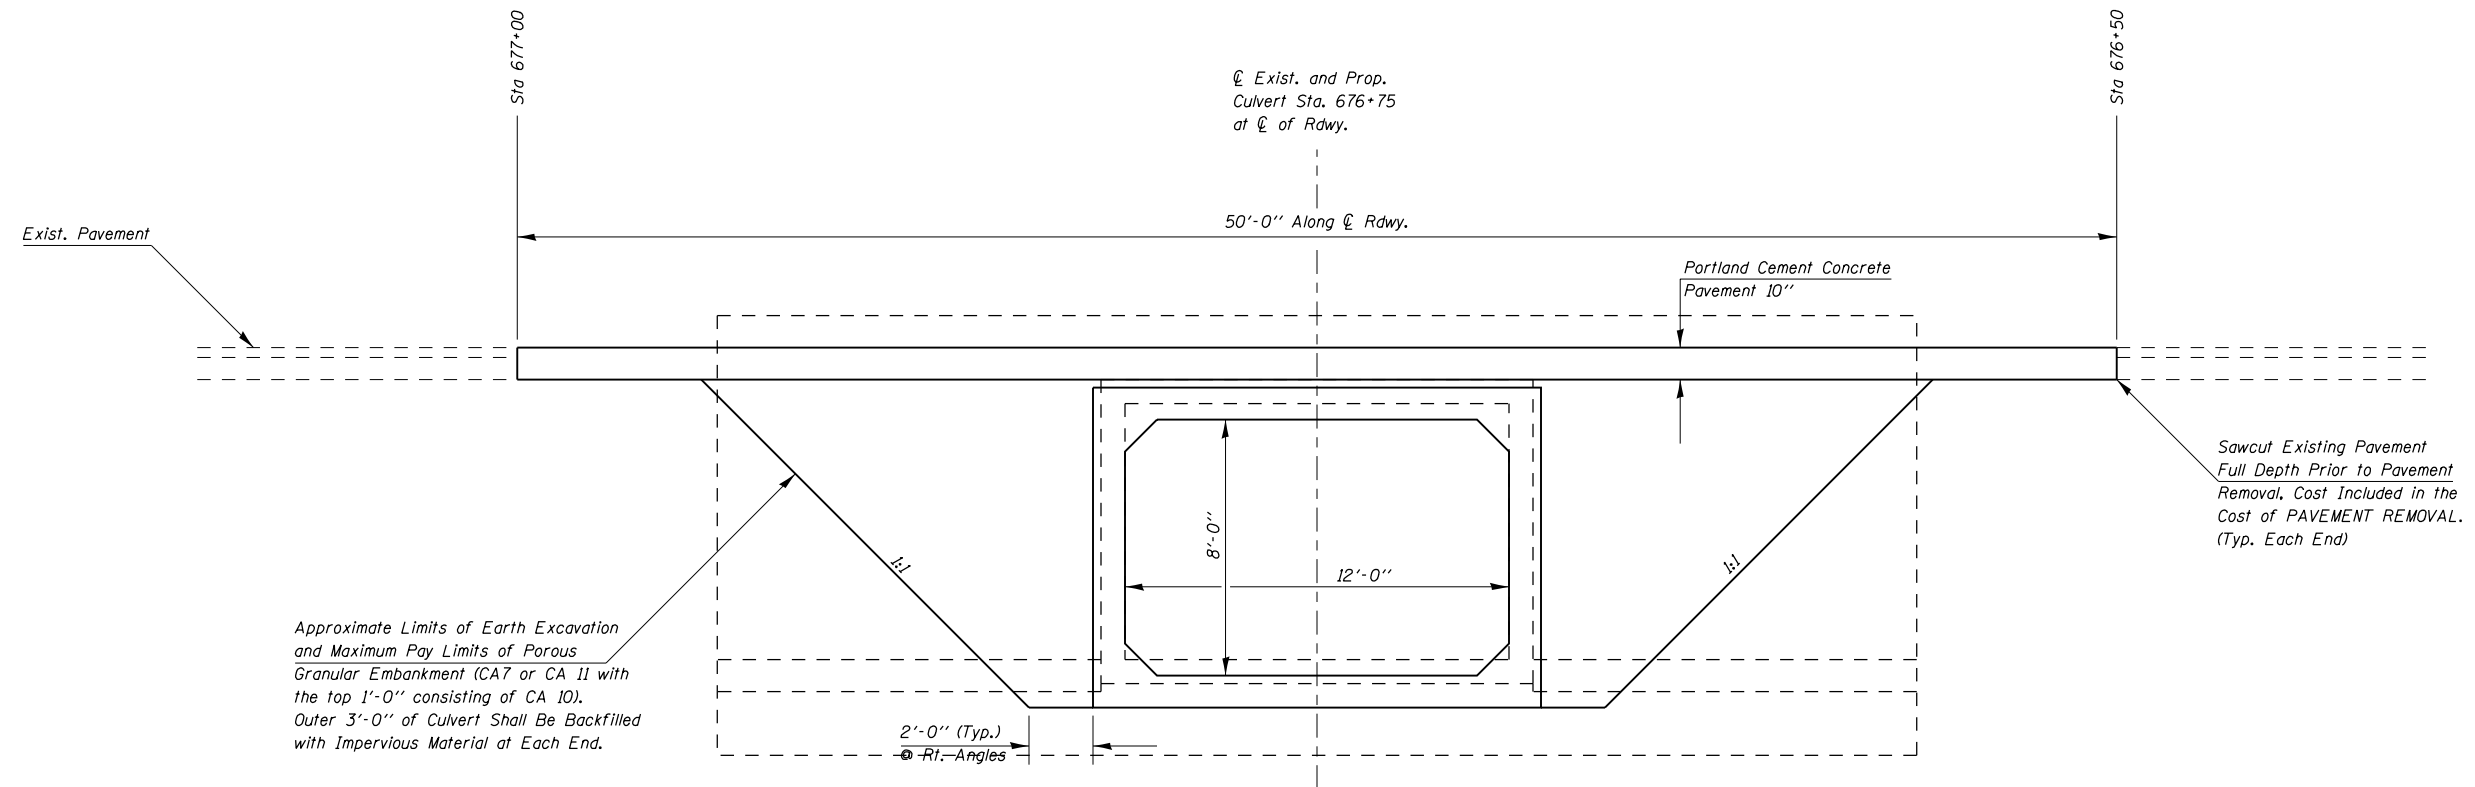 Sta 677+00
Sta 676+50
℄ Exist. and Prop.
Culvert Sta. 676+75
at ℄ of Rdwy.
50'-0'' Along ℄ Rdwy.
Exist. Pavement
Portland Cement Concrete
Pavement 10''
Sawcut Existing Pavement
Full Depth Prior to Pavement
Removal, Cost Included in the
Cost of PAVEMENT REMOVAL.
(Typ. Each End)
8'-0''
12'-0''
1:1
1:1
Approximate Limits of Earth Excavation
and Maximum Pay Limits of Porous
Granular Embankment (CA7 or CA 11 with
the top 1'-0'' consisting of CA 10).
Outer 3'-0'' of Culvert Shall Be Backfilled
with Impervious Material at Each End.
2'-0'' (Typ.)
@ Rt. Angles